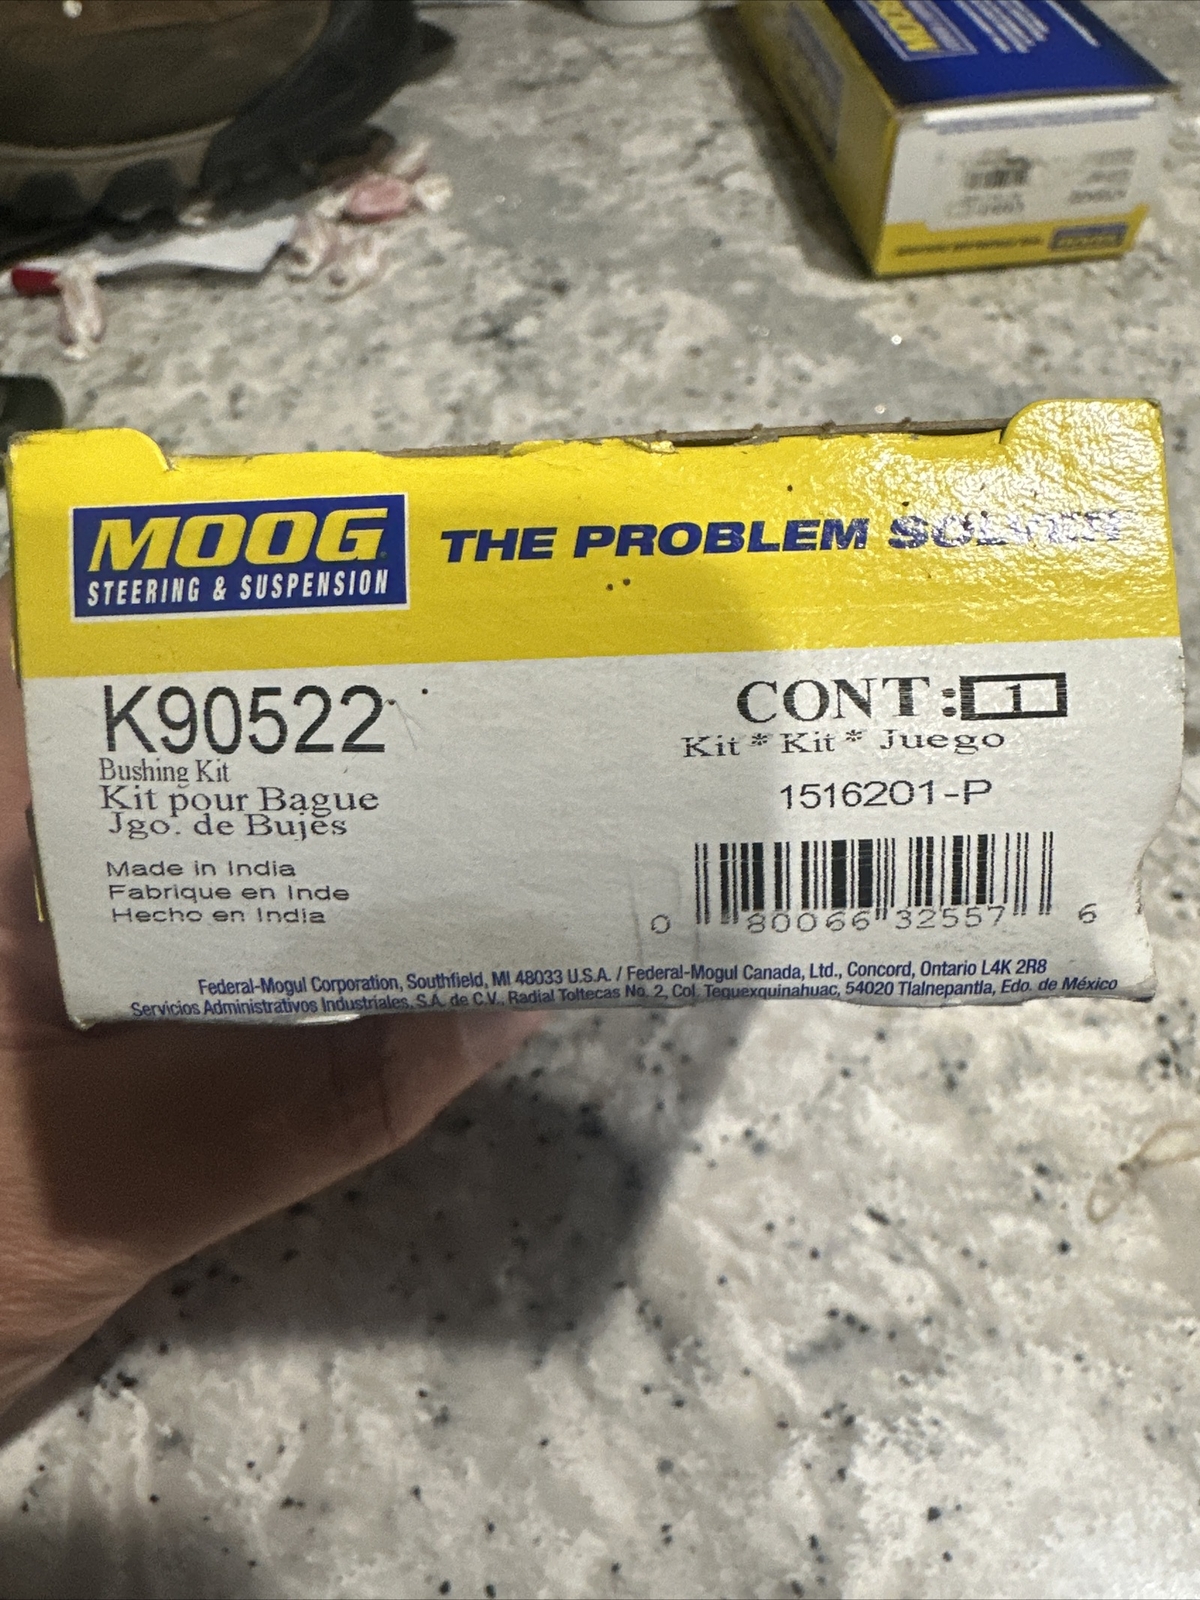 MOOG
STEERING & SUSPENSION
THE PROBLEM SOLVER
K90522
Bushing Kit
Kit pour Bague
Jgo. de Bujes
Made in India
Fabrique en Inde
Hecho en India
CONT:1
Kit * Kit * Juego
1516201-P
0 80066 32557 6
Federal-Mogul Corporation, Southfield, MI 48033 U.S.A. / Federal-Mogul Canada, Ltd., Concord, Ontario L4K 2R8
Servicios Administrativos Industriales, S.A. de C.V., Radial Toltecas No. 2, Col. Tequexquinahuac, 54020 Tlalnepantla, Edo. de México
MOOG